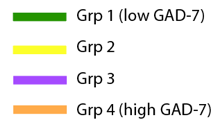 Grp 1 (low GAD-7)
Grp 2
Grp 3
Grp 4 (high GAD-7)